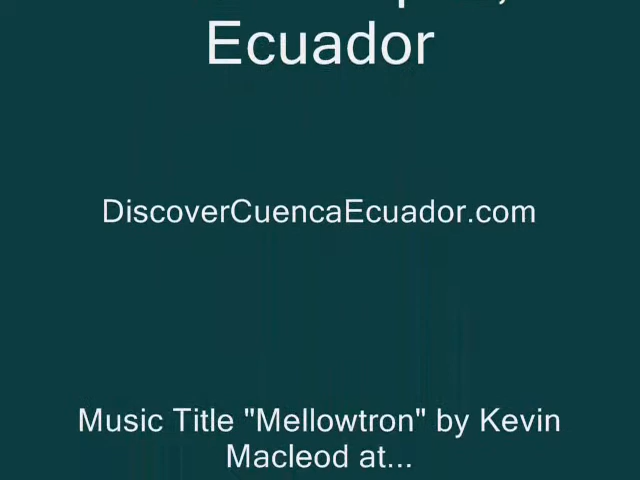 Ecuador
DiscoverCuencaEcuador.com
Music Title "Mellowtron" by Kevin
Macleod at...